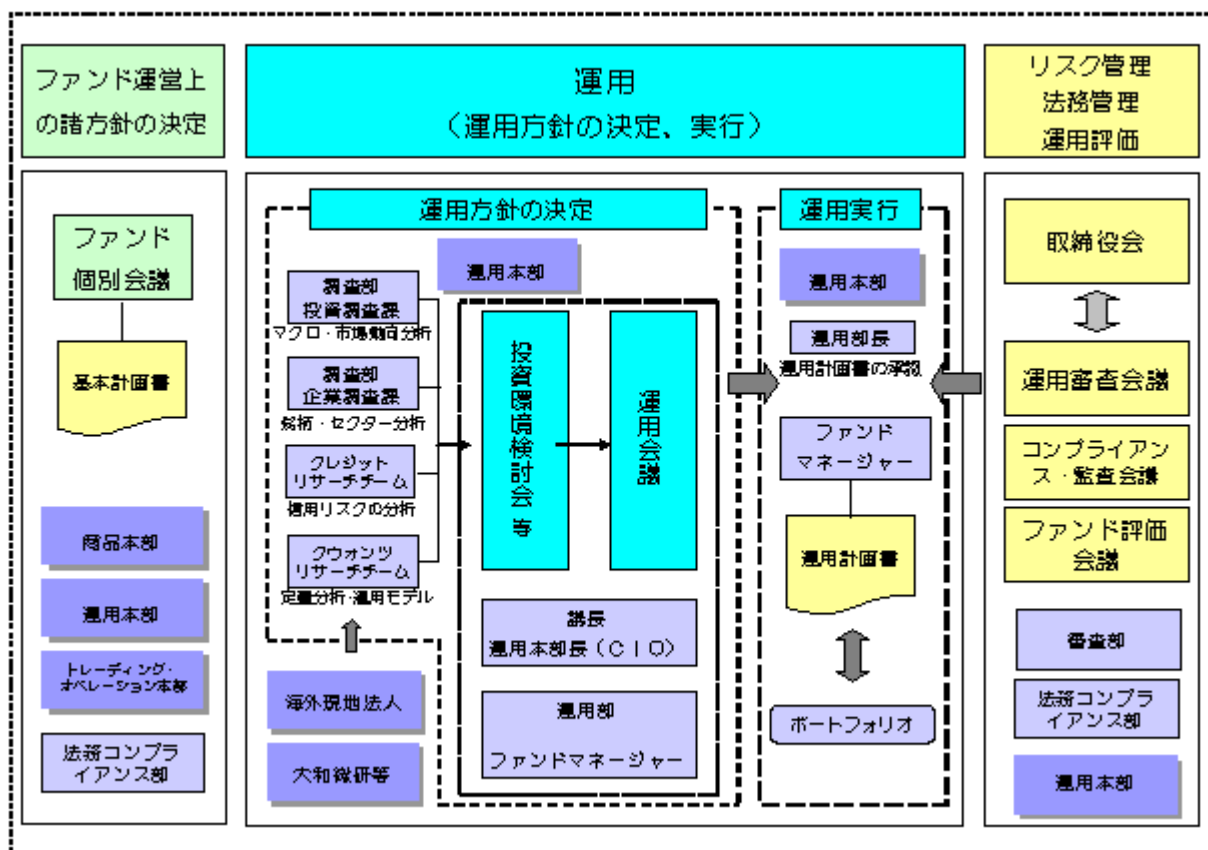 ファンド運営上
の諸方針の決定
ファンド
個別会議
基本計画書
商品本部
運用本部
トレーディング・
オペレーション本部
法務コンプラ
イアンス部
運用
（運用方針の決定、実行）
運用方針の決定
運用本部
調査部
投資調査課
マクロ・市場動向分析
調査部
企業調査課
銘柄・セクター分析
クレジット
リサーチチーム
信用リスクの分析
クウォンツ
リサーチチーム
定量分析・運用モデル
海外現地法人
大和総研等
投資環境検討会 等
運用会議
議長
運用本部長（ＣＩＯ）
運用部
ファンドマネージャー
運用実行
運用本部
運用部長
運用計画書の承認
ファンド
マネージャー
運用計画書
ポートフォリオ
リスク管理
法務管理
運用評価
取締役会
運用審査会議
コンプライアン
ス・監査会議
ファンド評価
会議
審査部
法務コンプラ
イアンス部
運用本部